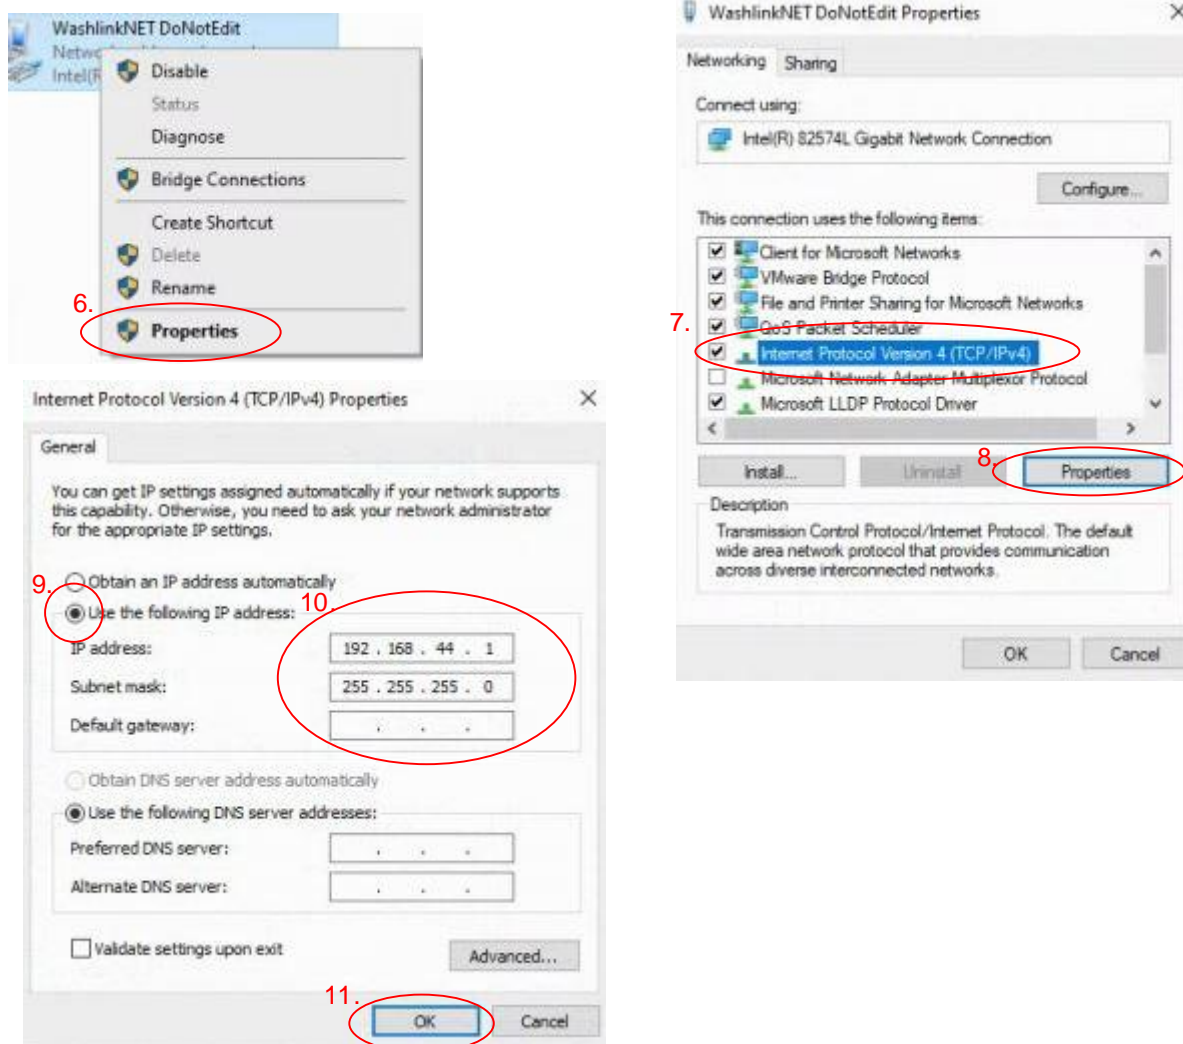 WashlinkNET DoNotEdit
Netwo
Intel(R
Disable
Status
Diagnose
Bridge Connections
Create Shortcut
Delete
Rename
6.
Properties
WashlinkNET DoNotEdit Properties
Networking Sharing
Connect using:
Intel(R) 82574L Gigabit Network Connection
Configure...
This connection uses the following items:
Client for Microsoft Networks
VMware Bridge Protocol
File and Printer Sharing for Microsoft Networks
7.
QoS Packet Scheduler
Internet Protocol Version 4 (TCP/IPv4)
Microsoft Network Adapter Multiplexor Protocol
Microsoft LLDP Protocol Driver
Install... Uninstall 8. Properties
Description
Transmission Control Protocol/Internet Protocol. The default
wide area network protocol that provides communication
across diverse interconnected networks.
OK Cancel
Internet Protocol Version 4 (TCP/IPv4) Properties
General
You can get IP settings assigned automatically if your network supports
this capability. Otherwise, you need to ask your network administrator
for the appropriate IP settings.
9. Obtain an IP address automatically
Use the following IP address: 10.
IP address: 192 . 168 . 44 . 1
Subnet mask: 255 . 255 . 255 . 0
Default gateway: . . .
Obtain DNS server address automatically
Use the following DNS server addresses:
Preferred DNS server: . . .
Alternate DNS server: . . .
Validate settings upon exit Advanced...
11. OK Cancel